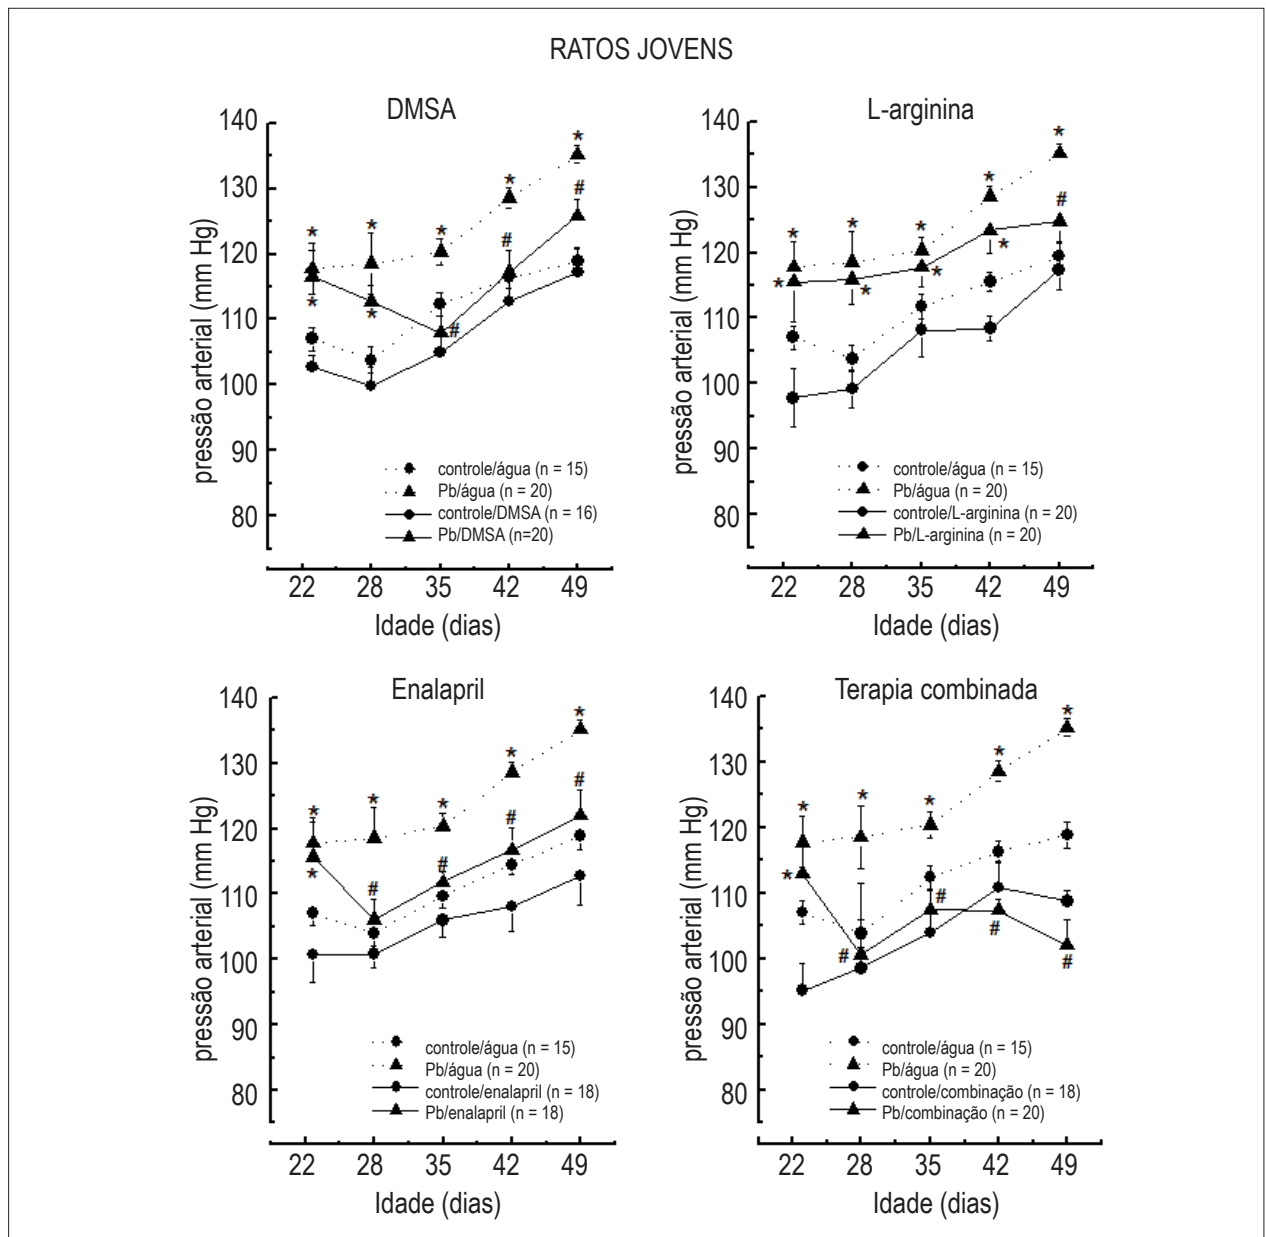 RATOS JOVENS
DMSA
140
130
120
110
100
90
80
pressão arterial (mm Hg)
* * * * *
* * # # #
controle/água (n = 15)
Pb/água (n = 20)
controle/DMSA (n = 16)
Pb/DMSA (n=20)
22 28 35 42 49
Idade (dias)
L-arginina
140
130
120
110
100
90
80
pressão arterial (mm Hg)
* * * * *
* * * * #
controle/água (n = 15)
Pb/água (n = 20)
controle/L-arginina (n = 20)
Pb/L-arginina (n = 20)
22 28 35 42 49
Idade (dias)
Enalapril
140
130
120
110
100
90
80
pressão arterial (mm Hg)
* * * * *
* # # # #
controle/água (n = 15)
Pb/água (n = 20)
controle/enalapril (n = 18)
Pb/enalapril (n = 18)
22 28 35 42 49
Idade (dias)
Terapia combinada
140
130
120
110
100
90
80
pressão arterial (mm Hg)
* * * * *
* # # # #
controle/água (n = 15)
Pb/água (n = 20)
controle/combinação (n = 18)
Pb/combinação (n = 20)
22 28 35 42 49
Idade (dias)